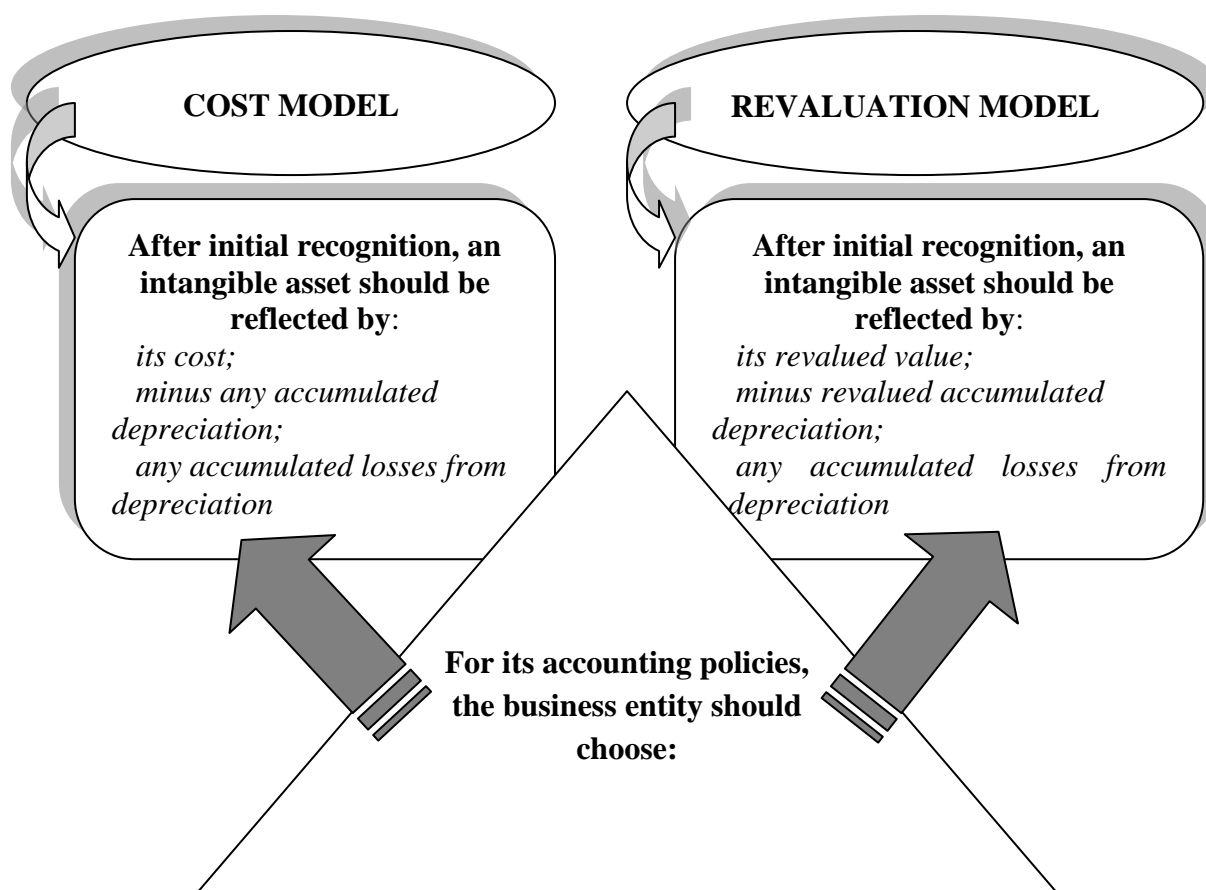 COST MODEL
After initial recognition, an
intangible asset should be
reflected by:
its cost;
minus any accumulated
depreciation;
any accumulated losses from
depreciation
REVALUATION MODEL
After initial recognition, an
intangible asset should be
reflected by:
its revalued value;
minus revalued accumulated
depreciation;
any accumulated losses from
depreciation
For its accounting policies,
the business entity should
choose: